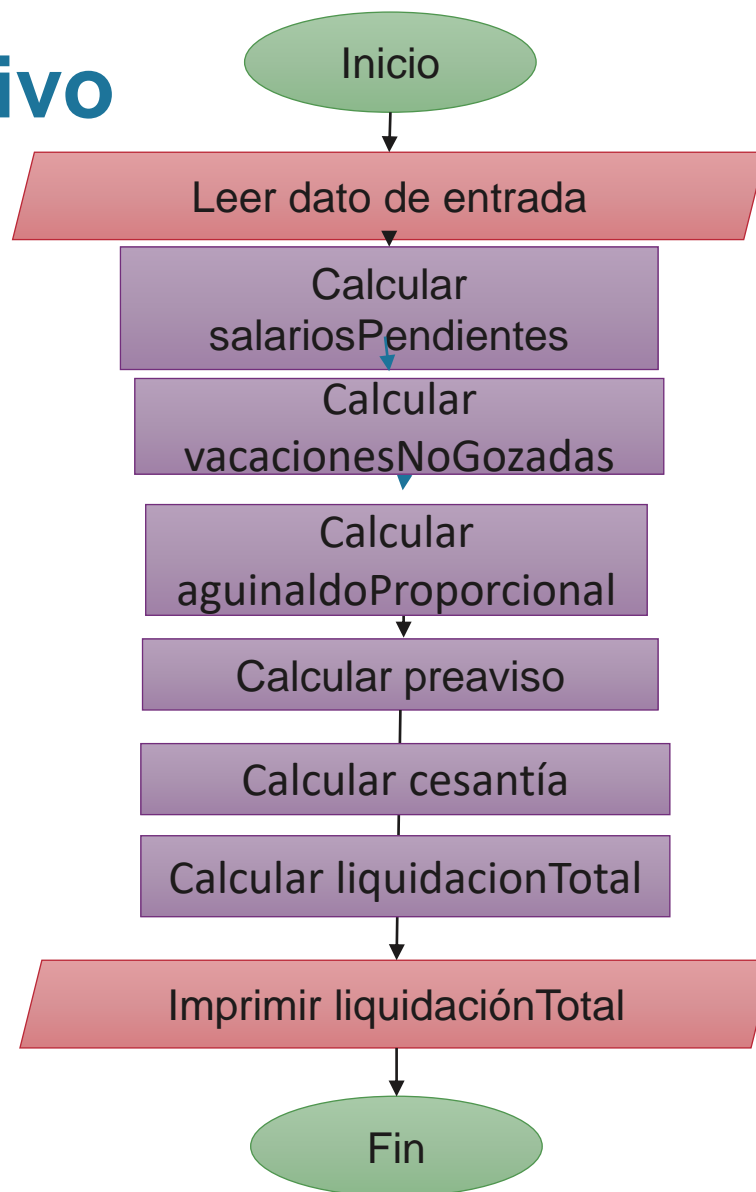 ivo
Inicio
Leer dato de entrada
Calcular
salariosPendientes
Calcular
vacacionesNoGozadas
Calcular
aguinaldoProporcional
Calcular preaviso
Calcular cesantía
Calcular liquidacionTotal
Imprimir liquidaciónTotal
Fin